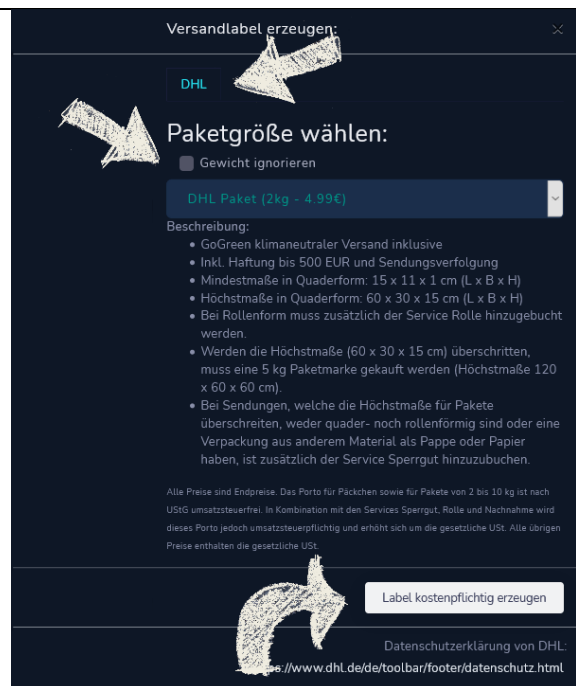 Versandlabel erzeugen:
DHL
Paketgröße wählen:
Gewicht ignorieren
DHL Paket (2kg - 4.99€)
Beschreibung:
• GoGreen klimaneutraler Versand inklusive
• Inkl. Haftung bis 500 EUR und Sendungsverfolgung
• Mindestmaße in Quaderform: 15 x 11 x 1 cm (L x B x H)
• Höchstmaße in Quaderform: 60 x 30 x 15 cm (L x B x H)
• Bei Rollenform muss zusätzlich der Service Rolle hinzugebucht
werden.
• Werden die Höchstmaße (60 x 30 x 15 cm) überschritten,
muss eine 5 kg Paketmarke gekauft werden (Höchstmaße 120
x 60 x 60 cm).
• Bei Sendungen, welche die Höchstmaße für Pakete
überschreiten, weder quader- noch rollenförmig sind oder eine
Verpackung aus anderem Material als Pappe oder Papier
haben, ist zusätzlich der Service Sperrgut hinzuzubuchen.
Alle Preise sind Endpreise. Das Porto für Päckchen sowie für Pakete von 2 bis 10 kg ist nach
UStG umsatzsteuerfrei. In Kombination mit den Services Sperrgut, Rolle und Nachnahme wird
dieses Porto jedoch umsatzsteuerpflichtig und erhöht sich um die gesetzliche USt. Alle übrigen
Preise enthalten die gesetzliche USt.
Label kostenpflichtig erzeugen
Datenschutzerklärung von DHL:
s://www.dhl.de/de/toolbar/footer/datenschutz.html